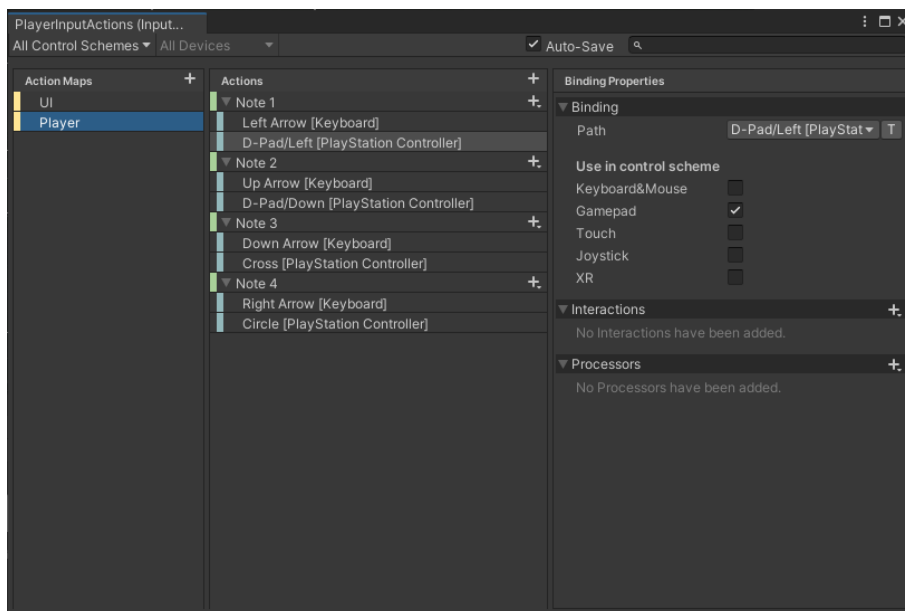 PlayerInputActions (Input...
All Control Schemes All Devices Auto-Save
Action Maps
UI
Player
Actions
Note 1
Left Arrow [Keyboard]
D-Pad/Left [PlayStation Controller]
Note 2
Up Arrow [Keyboard]
D-Pad/Down [PlayStation Controller]
Note 3
Down Arrow [Keyboard]
Cross [PlayStation Controller]
Note 4
Right Arrow [Keyboard]
Circle [PlayStation Controller]
Binding Properties
Binding
Path D-Pad/Left [PlayStat T
Use in control scheme
Keyboard&Mouse
Gamepad
Touch
Joystick
XR
Interactions
No Interactions have been added.
Processors
No Processors have been added.